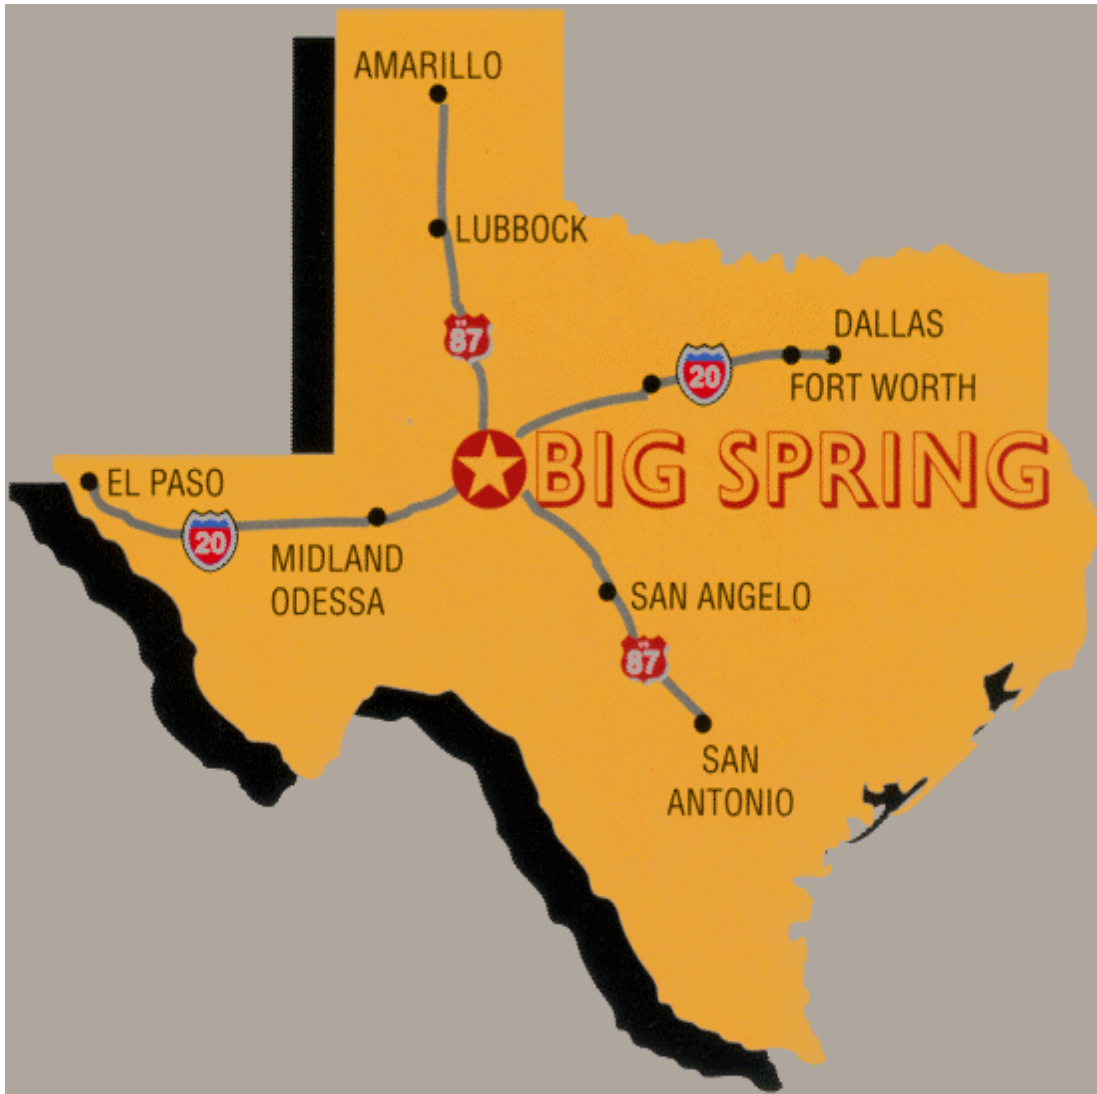 AMARILLO
LUBBOCK
87
DALLAS
20
FORT WORTH
BIG SPRING
EL PASO
20
MIDLAND
ODESSA
SAN ANGELO
87
SAN
ANTONIO